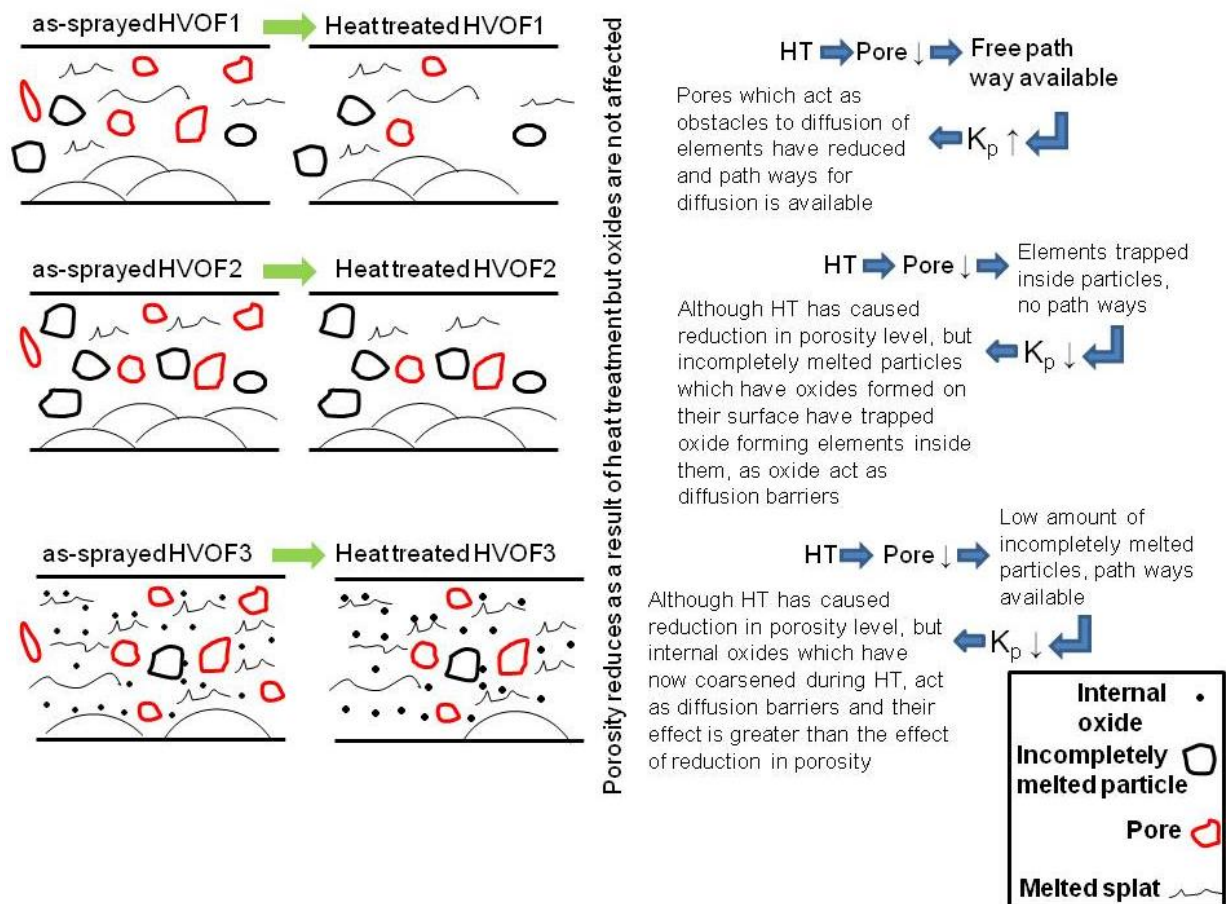 as-sprayed HVOF1
Heat treated HVOF1
as-sprayed HVOF2
Heat treated HVOF2
as-sprayed HVOF3
Heat treated HVOF3
Porosity reduces as a result of heat treatment but oxides are not affected
HT
Pore ↓
Free path
way available
Pores which act as
obstacles to diffusion of
elements have reduced
and path ways for
diffusion is available
Kp ↑
HT
Pore ↓
Elements trapped
inside particles,
no path ways
Although HT has caused
reduction in porosity level, but
incompletely melted particles
which have oxides formed on
their surface have trapped
oxide forming elements inside
them, as oxide act as
diffusion barriers
Kp ↓
HT
Pore ↓
Low amount of
incompletely melted
particles, path ways
available
Although HT has caused
reduction in porosity level, but
internal oxides which have
now coarsened during HT, act
as diffusion barriers and their
effect is greater than the effect
of reduction in porosity
Kp ↓
Internal
oxide
Incompletely
melted particle
Pore
Melted splat